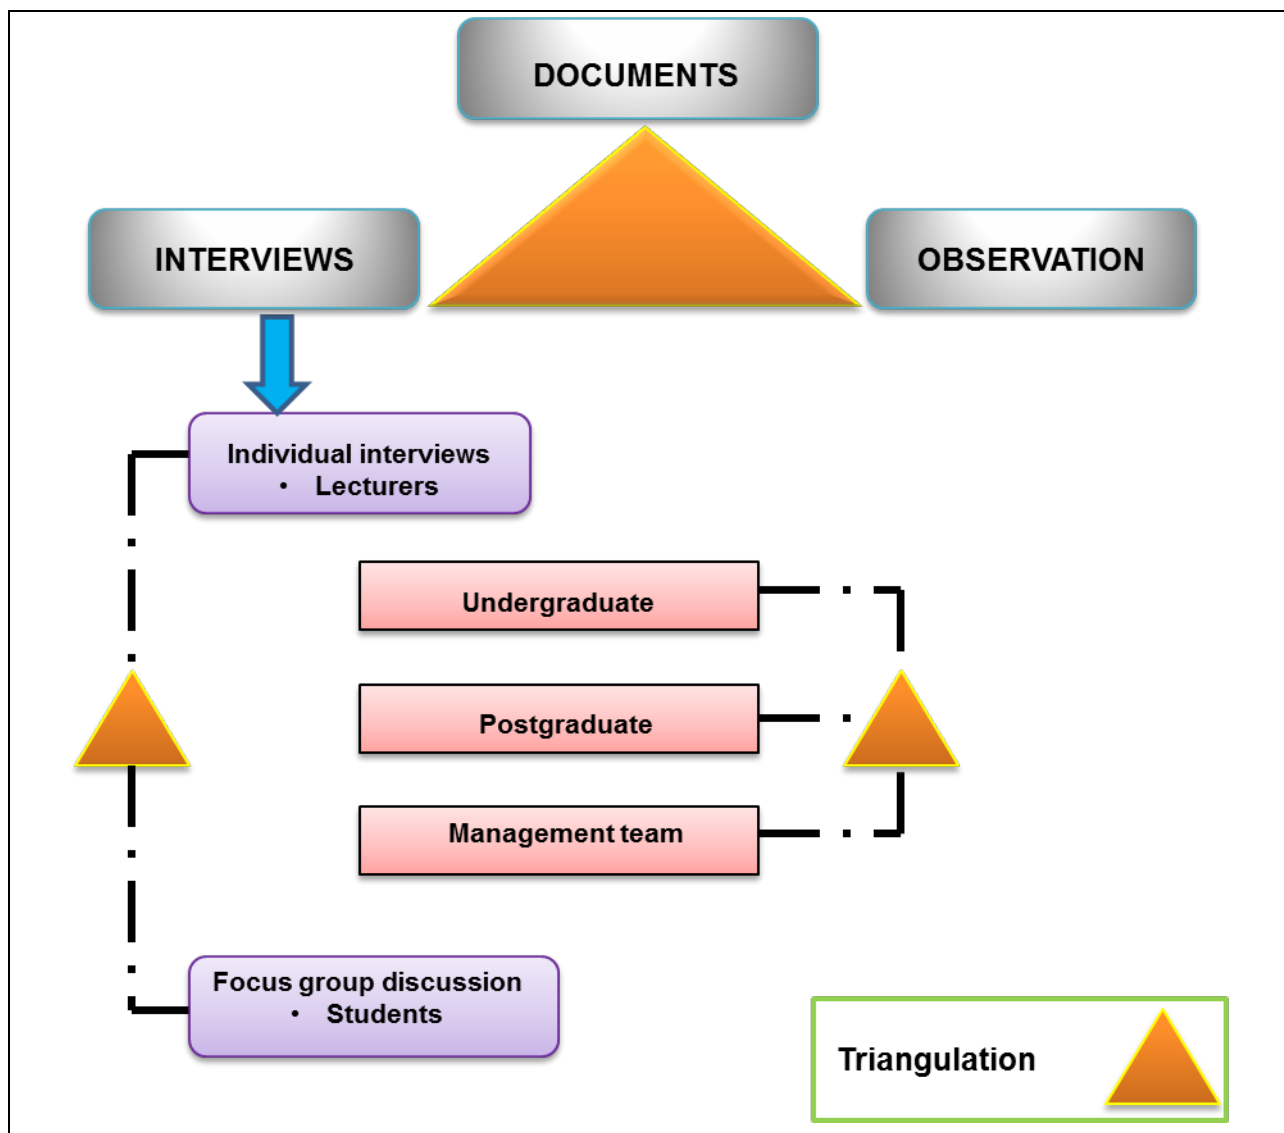 DOCUMENTS
INTERVIEWS
OBSERVATION
Individual interviews
• Lecturers
Undergraduate
Postgraduate
Management team
Focus group discussion
• Students
Triangulation